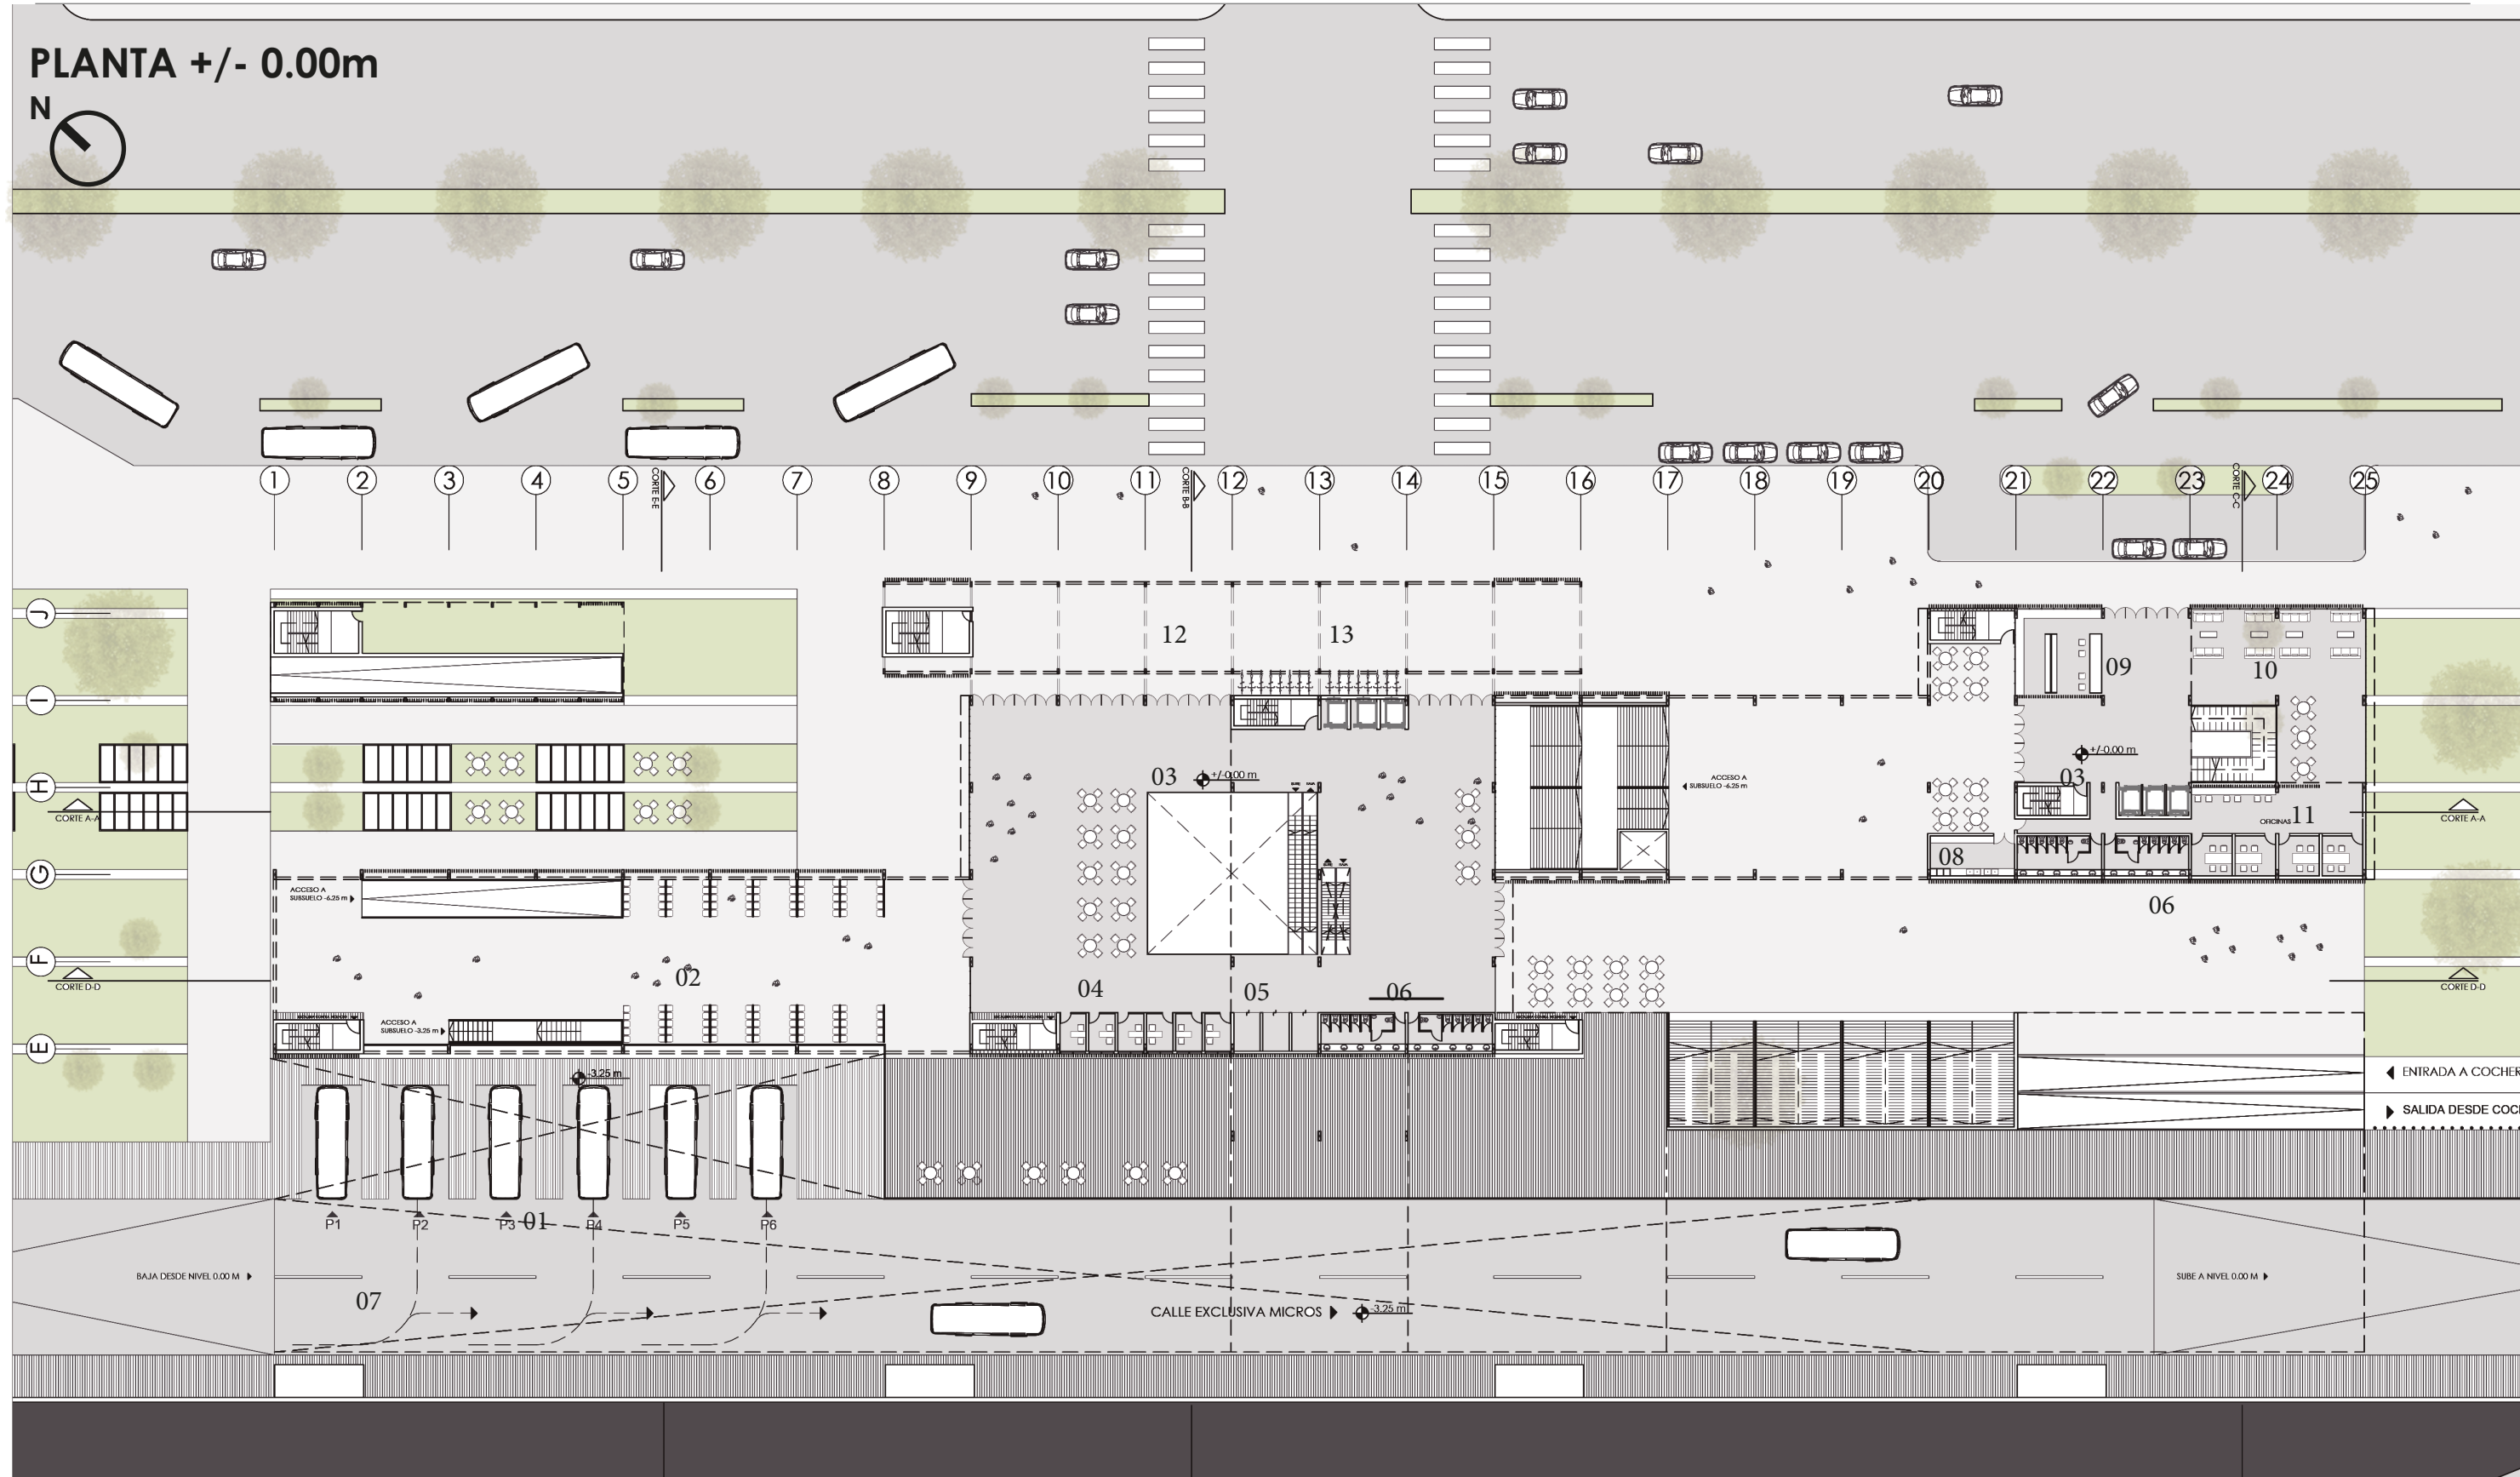 PLANTA +/- 0.00m
N
1 2 3 4 5 6 7 8 9 10 11 12 13 14 15 16 17 18 19 20 21 22 23 24 25
CORTE E-E
CORTE B-B
CORTE C-C
J
I
H
G
F
E
12
13
09
10
03
+/-0.00 m
+/-0.00 m
03
ACCESO A
SUBSUELO -6.25 m
CORTE A-A
CORTE A-A
OFICINAS 11
08
ACCESO A
SUBSUELO -6.25 m
06
02
04
05
06
CORTE D-D
CORTE D-D
ACCESO A
SUBSUELO -3.25 m
-3.25 m
ENTRADA A COCHER
SALIDA DESDE COC
P1 P2 P3 01 P4 P5 P6
BAJA DESDE NIVEL 0.00 M
SUBE A NIVEL 0.00 M
07
CALLE EXCLUSIVA MICROS
-3.25 m